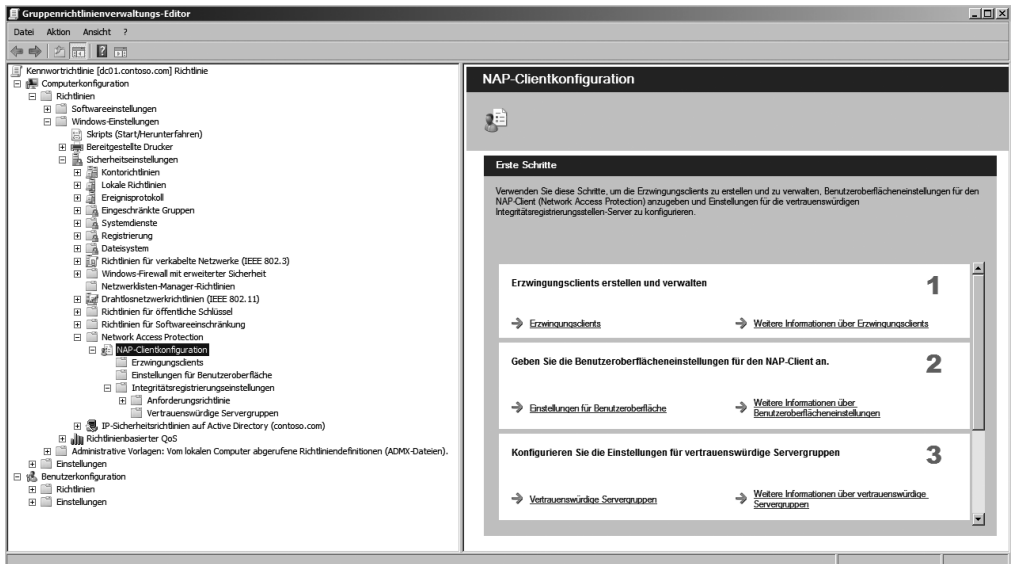 Gruppenrichtlinienverwaltungs-Editor
Datei Aktion Ansicht ?
Kennwortrichtlinie [dc01.contoso.com] Richtlinie
Computerkonfiguration
Richtlinien
Softwareeinstellungen
Windows-Einstellungen
Skripts (Start/Herunterfahren)
Bereitgestellte Drucker
Sicherheitseinstellungen
Kontorichtlinien
Lokale Richtlinien
Ereignisprotokoll
Eingeschränkte Gruppen
Systemdienste
Registrierung
Dateisystem
Richtlinien für verkabelte Netzwerke (IEEE 802.3)
Windows-Firewall mit erweiterter Sicherheit
Netzwerklisten-Manager-Richtlinien
Drahtlosnetzwerkrichtlinien (IEEE 802.11)
Richtlinien für öffentliche Schlüssel
Richtlinien für Softwareeinschränkung
Network Access Protection
NAP-Clientkonfiguration
Erzwingungsclients
Einstellungen für Benutzeroberfläche
Integritätsregistrierungseinstellungen
Anforderungsrichtlinie
Vertrauenswürdige Servergruppen
IP-Sicherheitsrichtlinien auf Active Directory (contoso.com)
Richtlinienbasierter QoS
Administrative Vorlagen: Vom lokalen Computer abgerufene Richtliniendefinitionen (ADMX-Dateien).
Einstellungen
Benutzerkonfiguration
Richtlinien
Einstellungen
NAP-Clientkonfiguration
Erste Schritte
Verwenden Sie diese Schritte, um die Erzwingungsclients zu erstellen und zu verwalten, Benutzeroberflächeneinstellungen für den
NAP-Client (Network Access Protection) anzugeben und Einstellungen für die vertrauenswürdigen
Integritätsregistrierungsstellen-Server zu konfigurieren.
Erzwingungsclients erstellen und verwalten 1
Erzwingungsclients Weitere Informationen über Erzwingungsclients
Geben Sie die Benutzeroberflächeneinstellungen für den NAP-Client an. 2
Einstellungen für Benutzeroberfläche Weitere Informationen über
Benutzeroberflächeneinstellungen
Konfigurieren Sie die Einstellungen für vertrauenswürdige Servergruppen 3
Vertrauenswürdige Servergruppen Weitere Informationen über vertrauenswürdige
Servergruppen